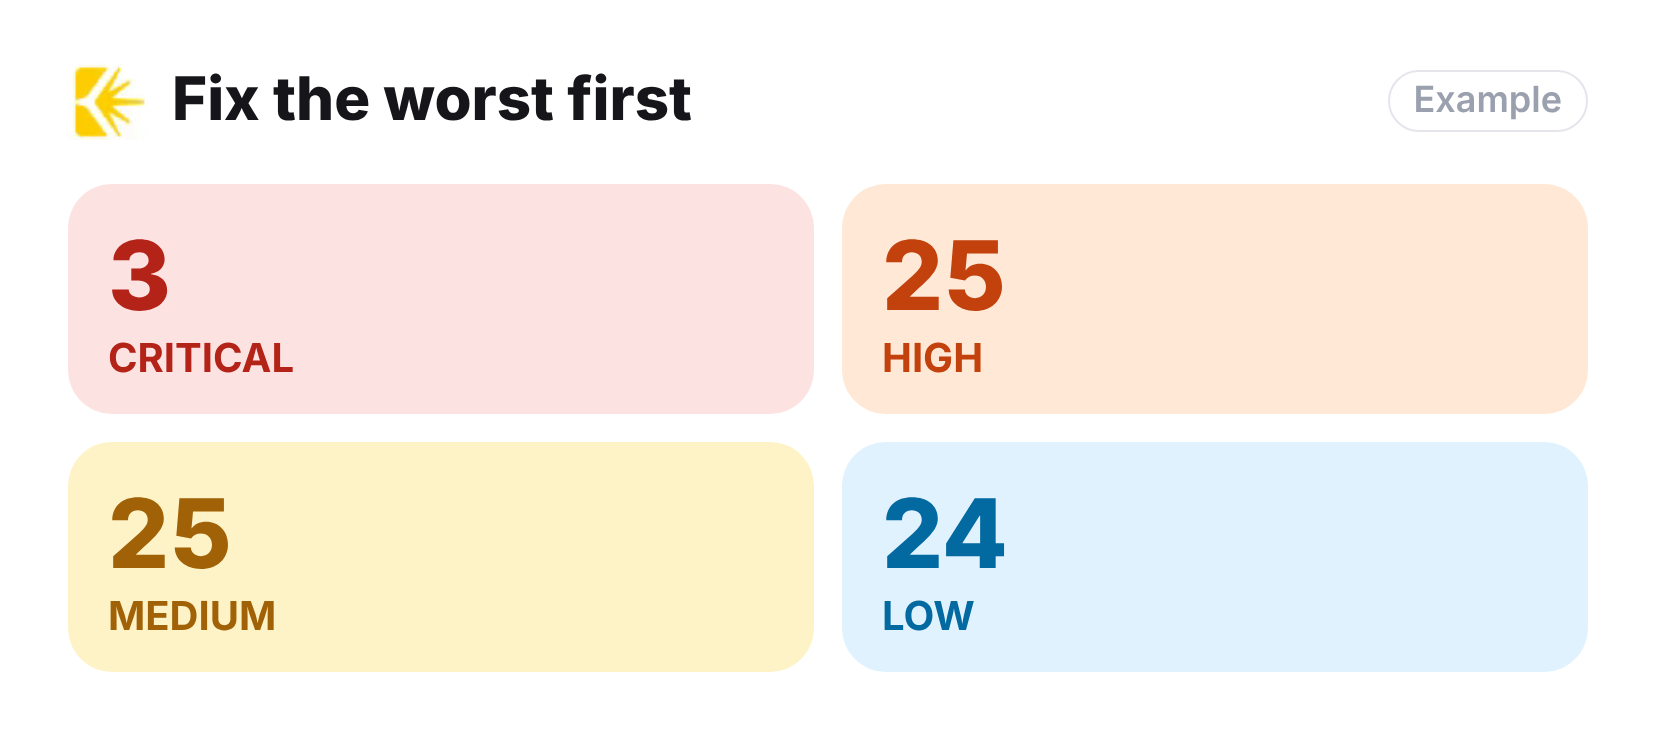 Fix the worst first
Example
3
CRITICAL
25
HIGH
25
MEDIUM
24
LOW